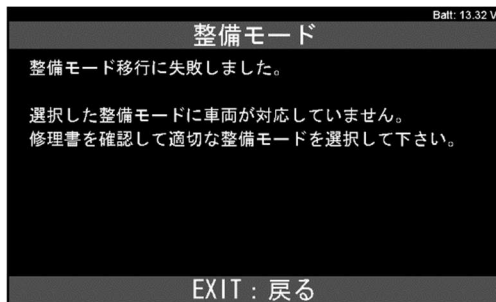 Batt: 13.32 V
整備モード
整備モード移行に失敗しました。
選択した整備モードに車両が対応していません。
修理書を確認して適切な整備モードを選択して下さい。
EXIT：戻る